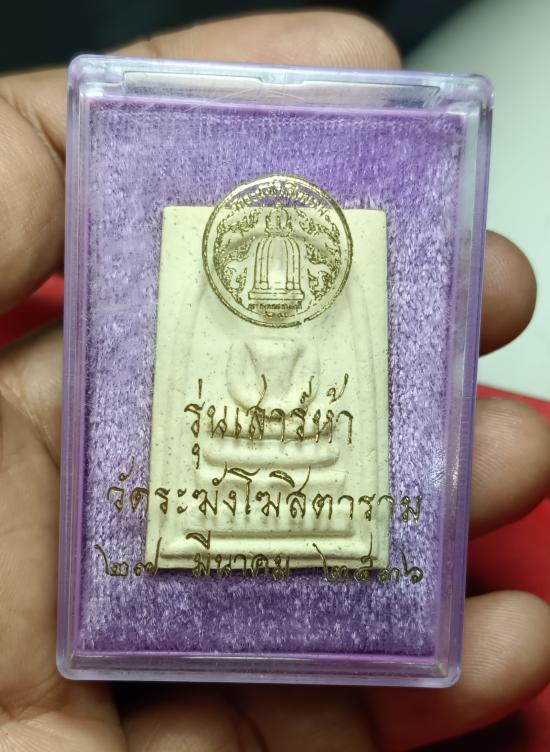 รุ่นเสาร์ห้า
วัดระฆังโฆสิตาราม
๒๗ มีนาคม ๒๕๓๖